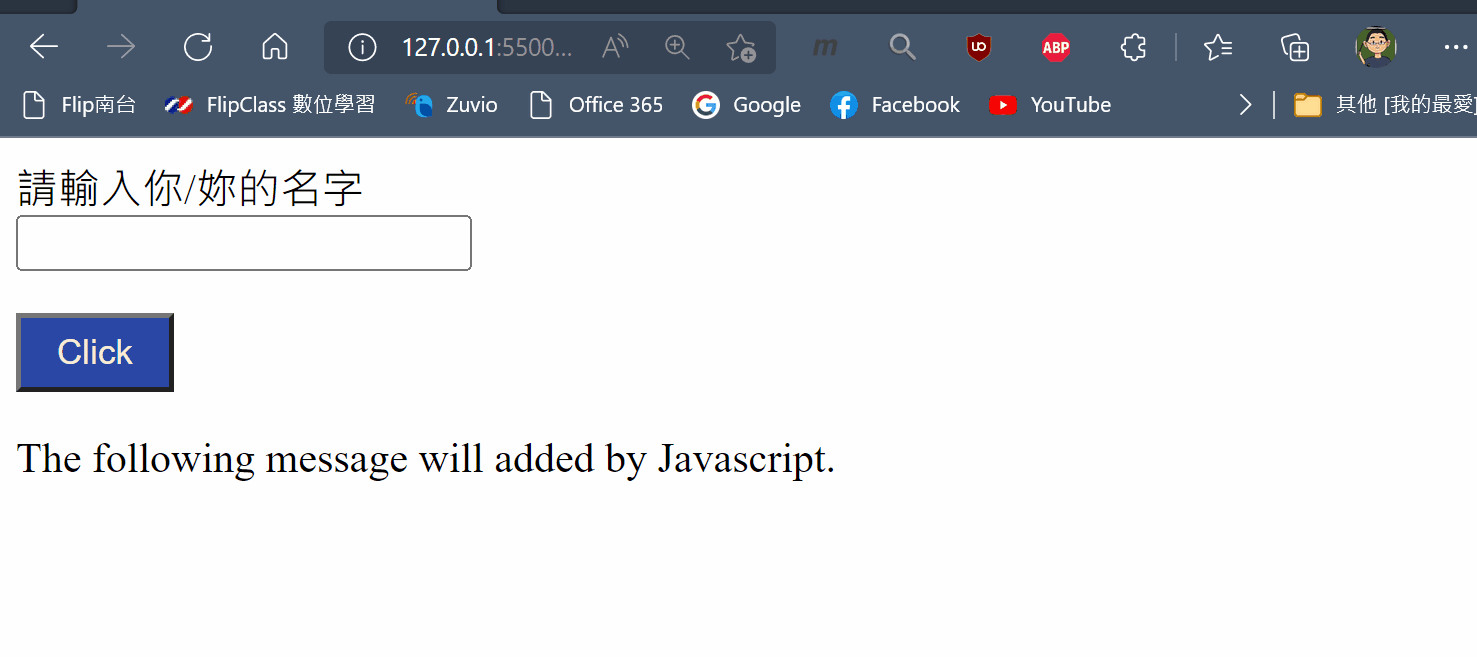 127.0.0.1:5500...
m
ABP
Flip南台 FlipClass 數位學習 Zuvio Office 365 Google Facebook YouTube 其他 [我的最愛]
請輸入你/妳的名字
Click
The following message will added by Javascript.